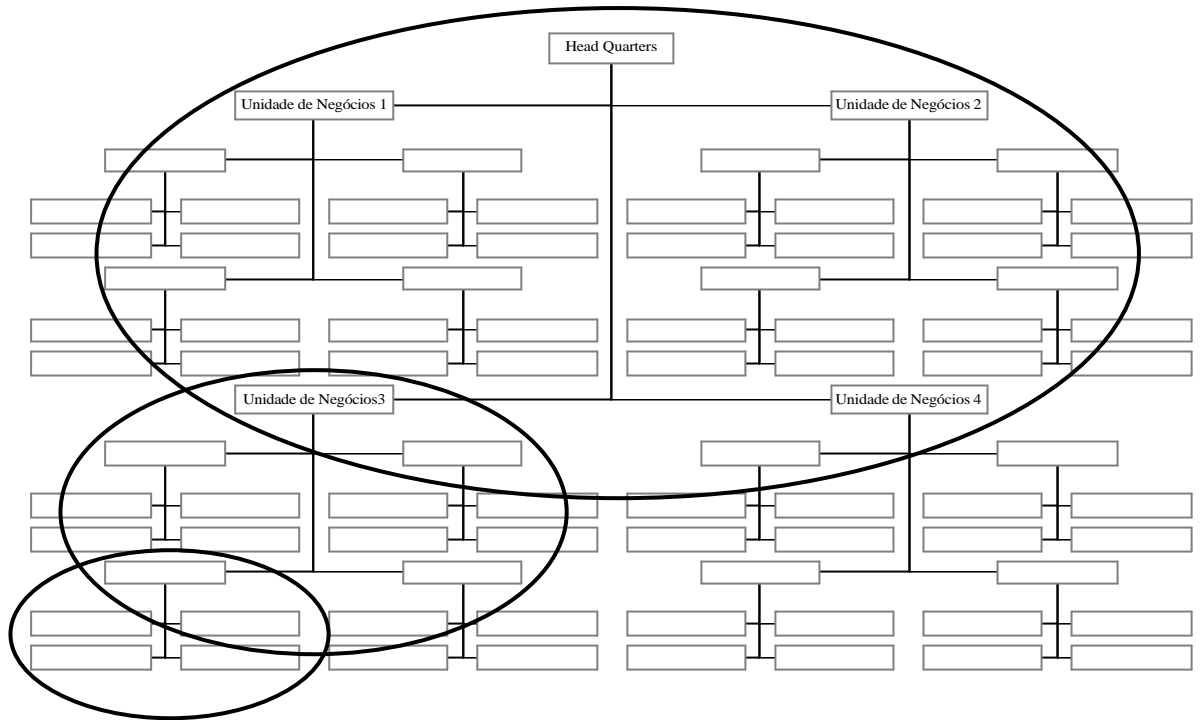 Head Quarters
Unidade de Negócios 1
Unidade de Negócios 2
Unidade de Negócios3
Unidade de Negócios 4